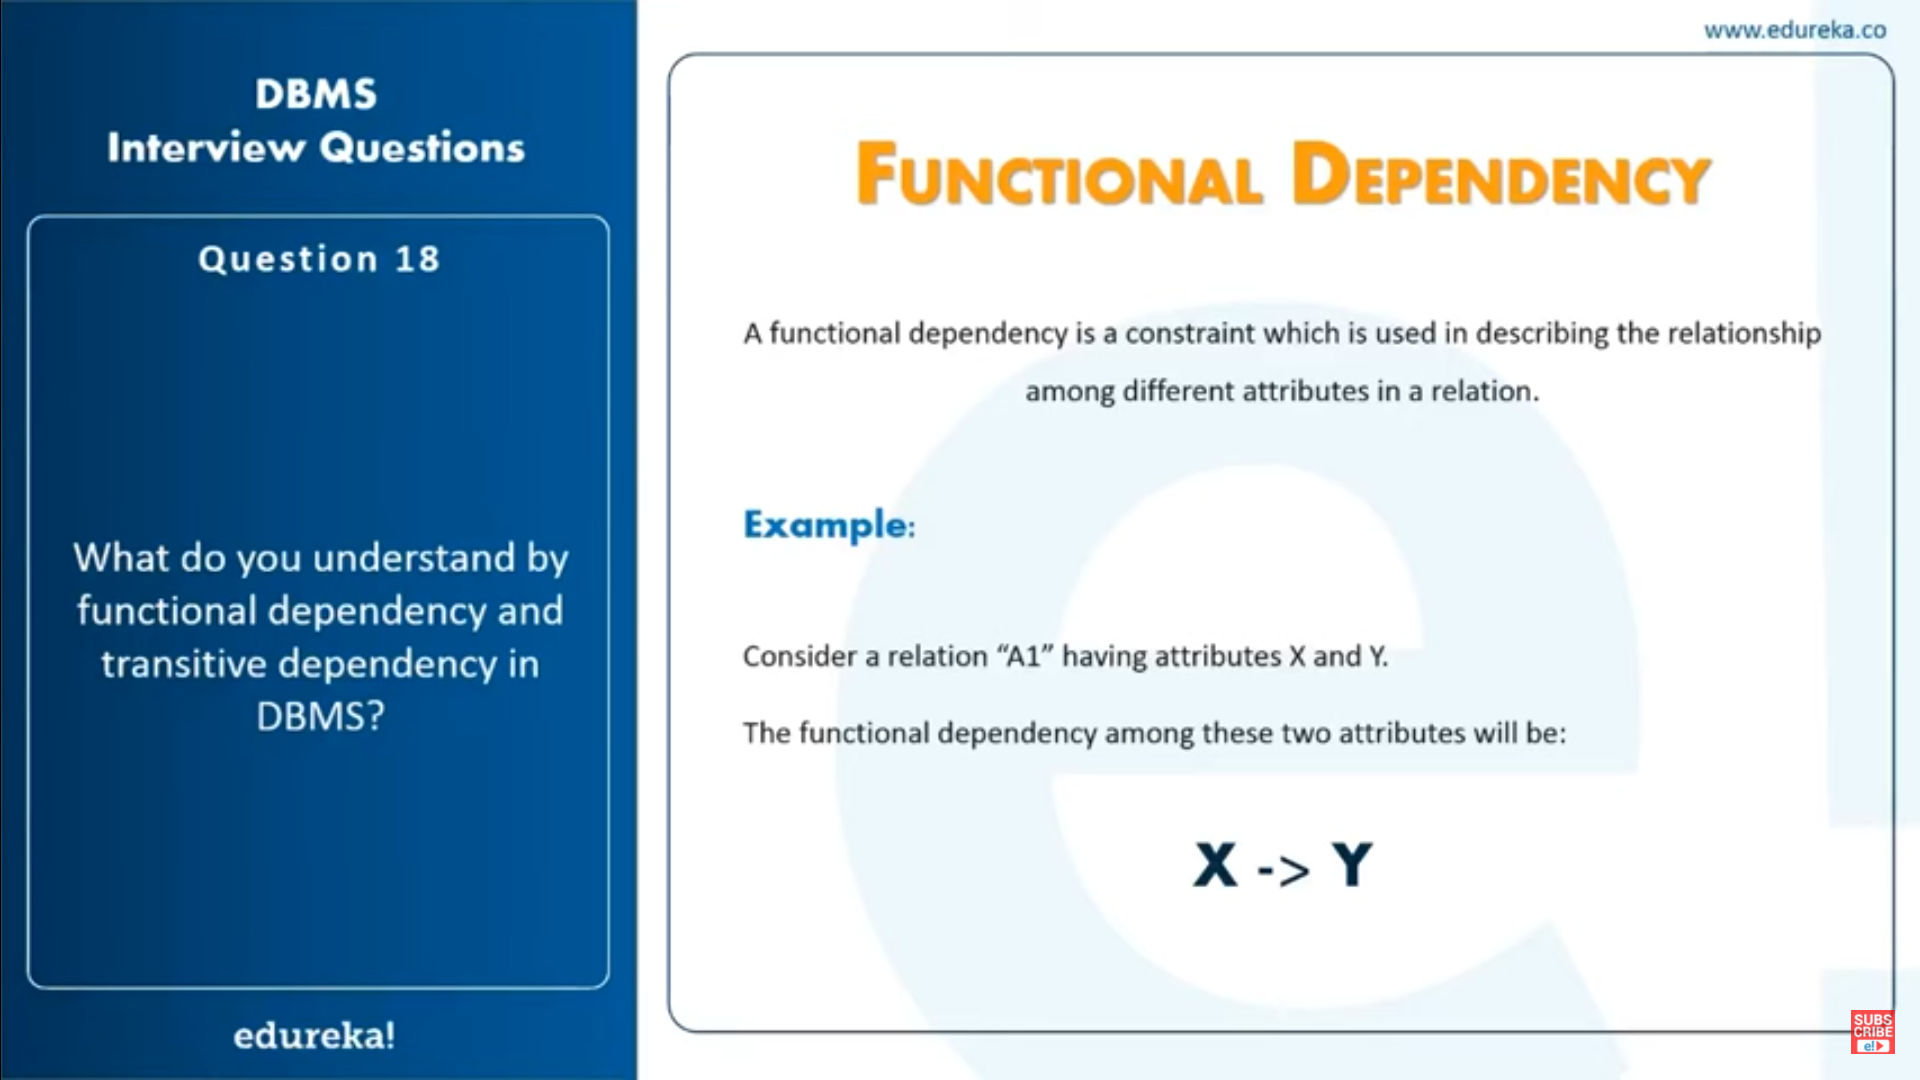 www.edureka.co
DBMS
Interview Questions
Question 18
What do you understand by
functional dependency and
transitive dependency in
DBMS?
edureka!
FUNCTIONAL DEPENDENCY
A functional dependency is a constraint which is used in describing the relationship
among different attributes in a relation.
Example:
Consider a relation “A1” having attributes X and Y.
The functional dependency among these two attributes will be:
X -> Y
SUBS
CRIBE
e!